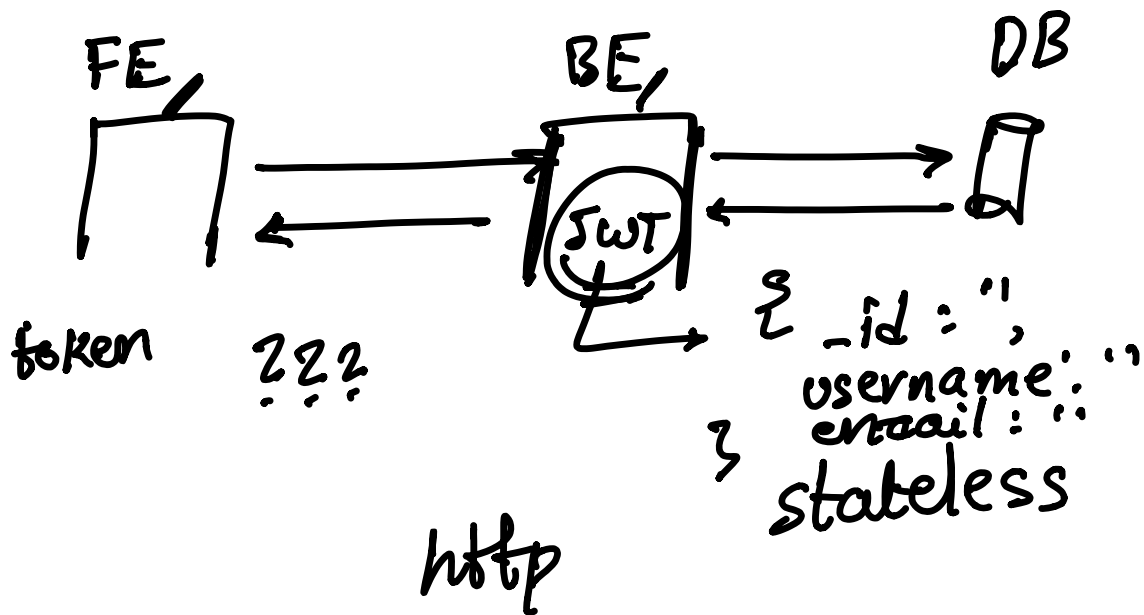 FE
BE
DB
JWT
token ???
{
_id : "",
username: ""
email : ""
}
stateless
http